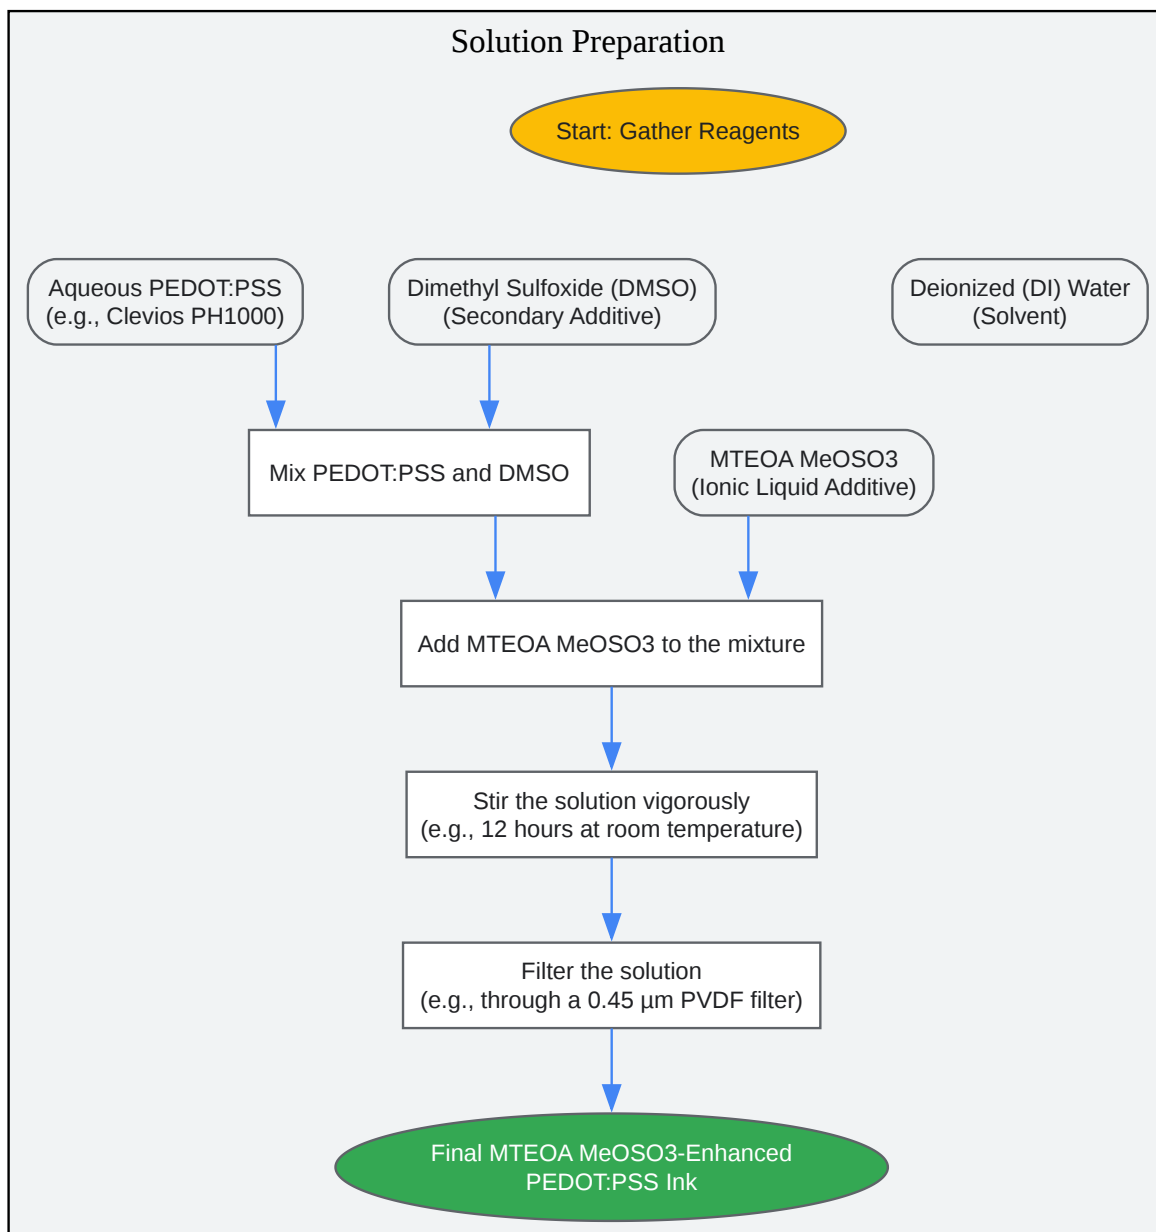 Solution Preparation
Start: Gather Reagents
Aqueous PEDOT:PSS
(e.g., Clevios PH1000)
Dimethyl Sulfoxide (DMSO)
(Secondary Additive)
Deionized (DI) Water
(Solvent)
Mix PEDOT:PSS and DMSO
MTEOA MeOSO3
(Ionic Liquid Additive)
Add MTEOA MeOSO3 to the mixture
Stir the solution vigorously
(e.g., 12 hours at room temperature)
Filter the solution
(e.g., through a 0.45 µm PVDF filter)
Final MTEOA MeOSO3-Enhanced
PEDOT:PSS Ink